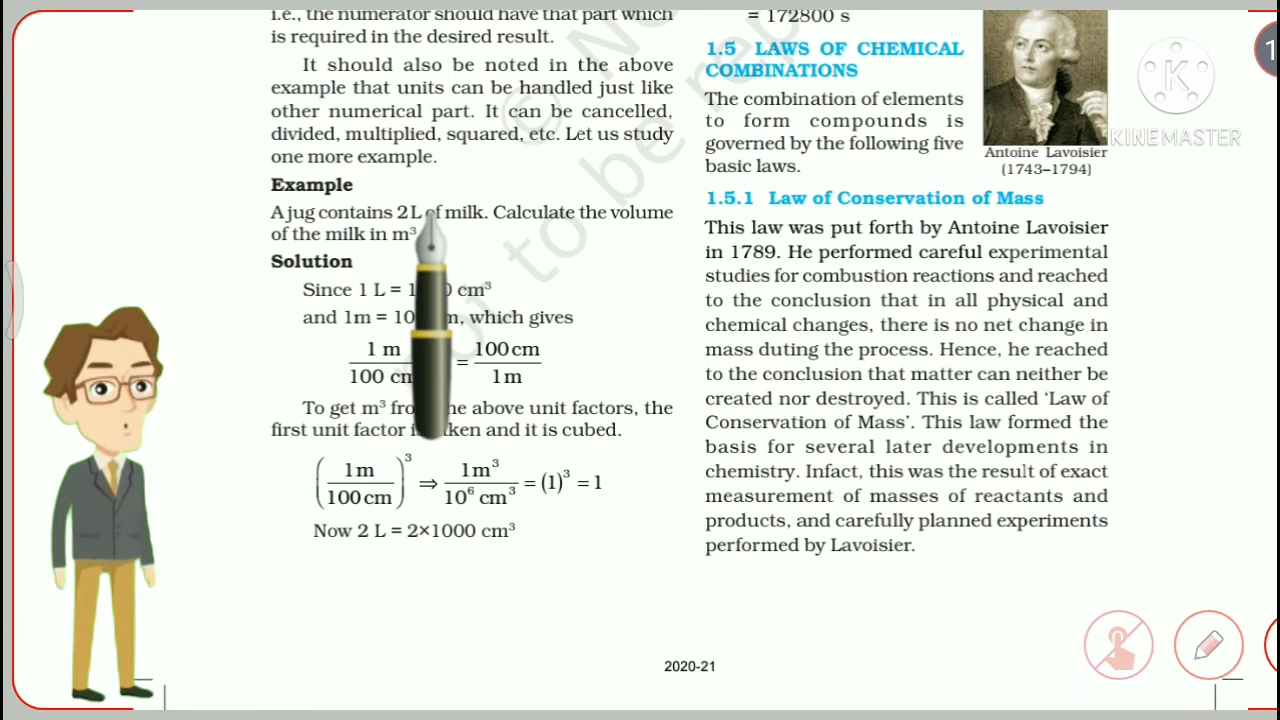 i.e., the numerator should have that part which
is required in the desired result.
It should also be noted in the above
example that units can be handled just like
other numerical part. It can be cancelled,
divided, multiplied, squared, etc. Let us study
one more example.
Example
A jug contains 2 L of milk. Calculate the volume
of the milk in m³
Solution
Since 1 L = 1 cm³
and 1m = 10 m, which gives
1 m / 100 cm = 100 cm / 1 m
To get m³ from the above unit factors, the
first unit factor is taken and it is cubed.
(1m / 100 cm)³ ⇒ 1m³ / 10⁶ cm³ = (1)³ = 1
Now 2 L = 2×1000 cm³
= 172800 s
1.5 LAWS OF CHEMICAL
COMBINATIONS
The combination of elements
to form compounds is
governed by the following five
basic laws.
Antoine Lavoisier
(1743–1794)
1.5.1 Law of Conservation of Mass
This law was put forth by Antoine Lavoisier
in 1789. He performed careful experimental
studies for combustion reactions and reached
to the conclusion that in all physical and
chemical changes, there is no net change in
mass duting the process. Hence, he reached
to the conclusion that matter can neither be
created nor destroyed. This is called ‘Law of
Conservation of Mass’. This law formed the
basis for several later developments in
chemistry. Infact, this was the result of exact
measurement of masses of reactants and
products, and carefully planned experiments
performed by Lavoisier.
2020-21
K
KINEMASTER
1
©
to be rep